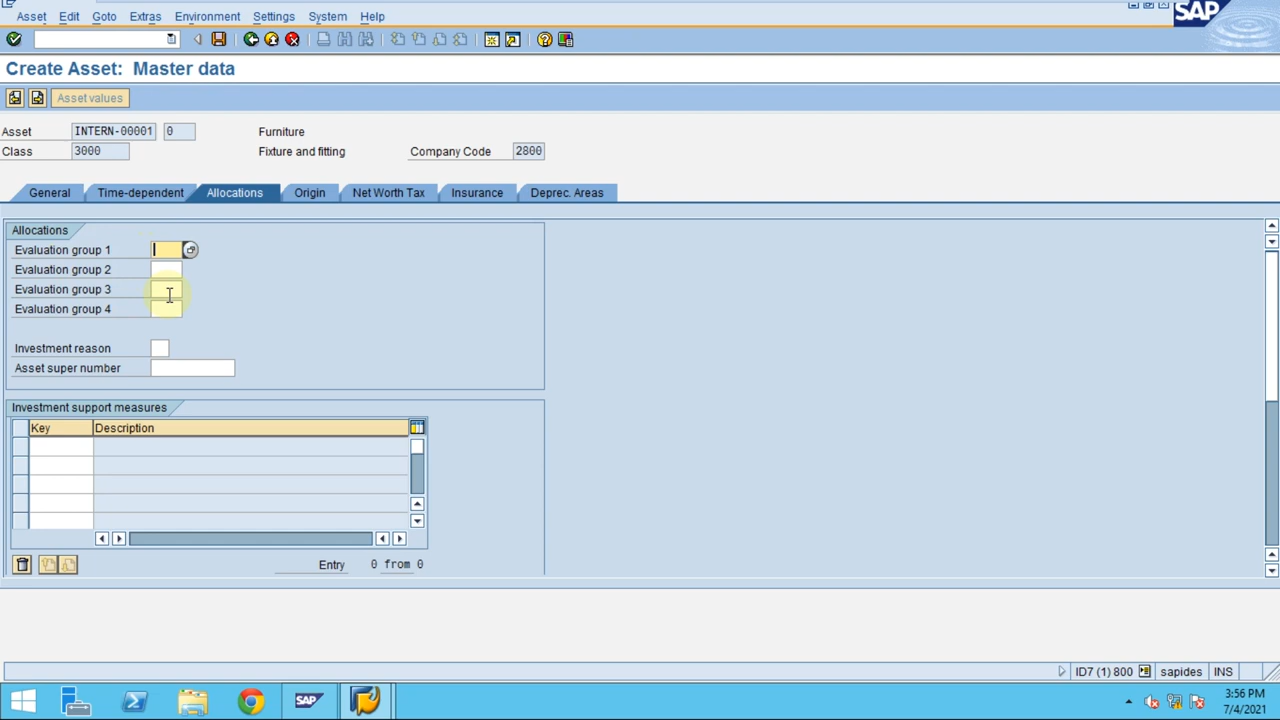 Asset Edit Goto Extras Environment Settings System Help
SAP
Create Asset: Master data
Asset values
Asset INTERN-00001 0 Furniture
Class 3000 Fixture and fitting Company Code 2800
General Time-dependent Allocations Origin Net Worth Tax Insurance Deprec. Areas
Allocations
Evaluation group 1
Evaluation group 2
Evaluation group 3
Evaluation group 4
Investment reason
Asset super number
Investment support measures
Key Description
Entry 0 from 0
ID7 (1) 800 sapides INS
SAP
3:56 PM
7/4/2021